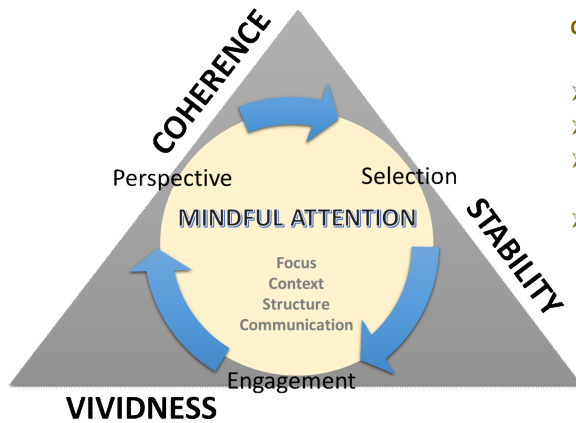 COHERENCE
Perspective
Selection
MINDFUL ATTENTION
STABILITY
Focus
Context
Structure
Communication
Engagement
VIVIDNESS